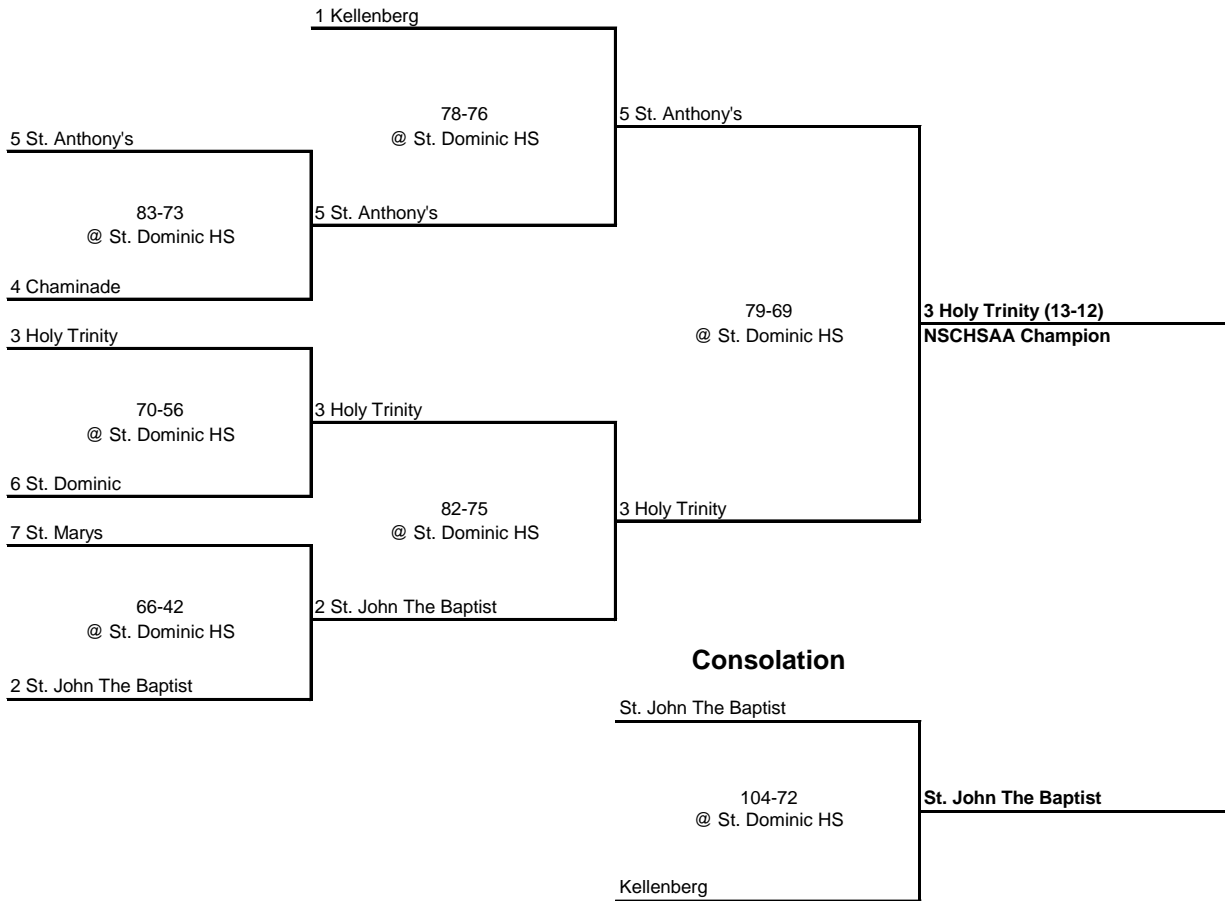 1 Kellenberg
78-76
@ St. Dominic HS
5 St. Anthony's
5 St. Anthony's
83-73
@ St. Dominic HS
5 St. Anthony's
4 Chaminade
79-69
@ St. Dominic HS
3 Holy Trinity (13-12)
NSCHSAA Champion
3 Holy Trinity
70-56
@ St. Dominic HS
3 Holy Trinity
6 St. Dominic
82-75
@ St. Dominic HS
3 Holy Trinity
7 St. Marys
66-42
@ St. Dominic HS
2 St. John The Baptist
2 St. John The Baptist
Consolation
St. John The Baptist
104-72
@ St. Dominic HS
St. John The Baptist
Kellenberg